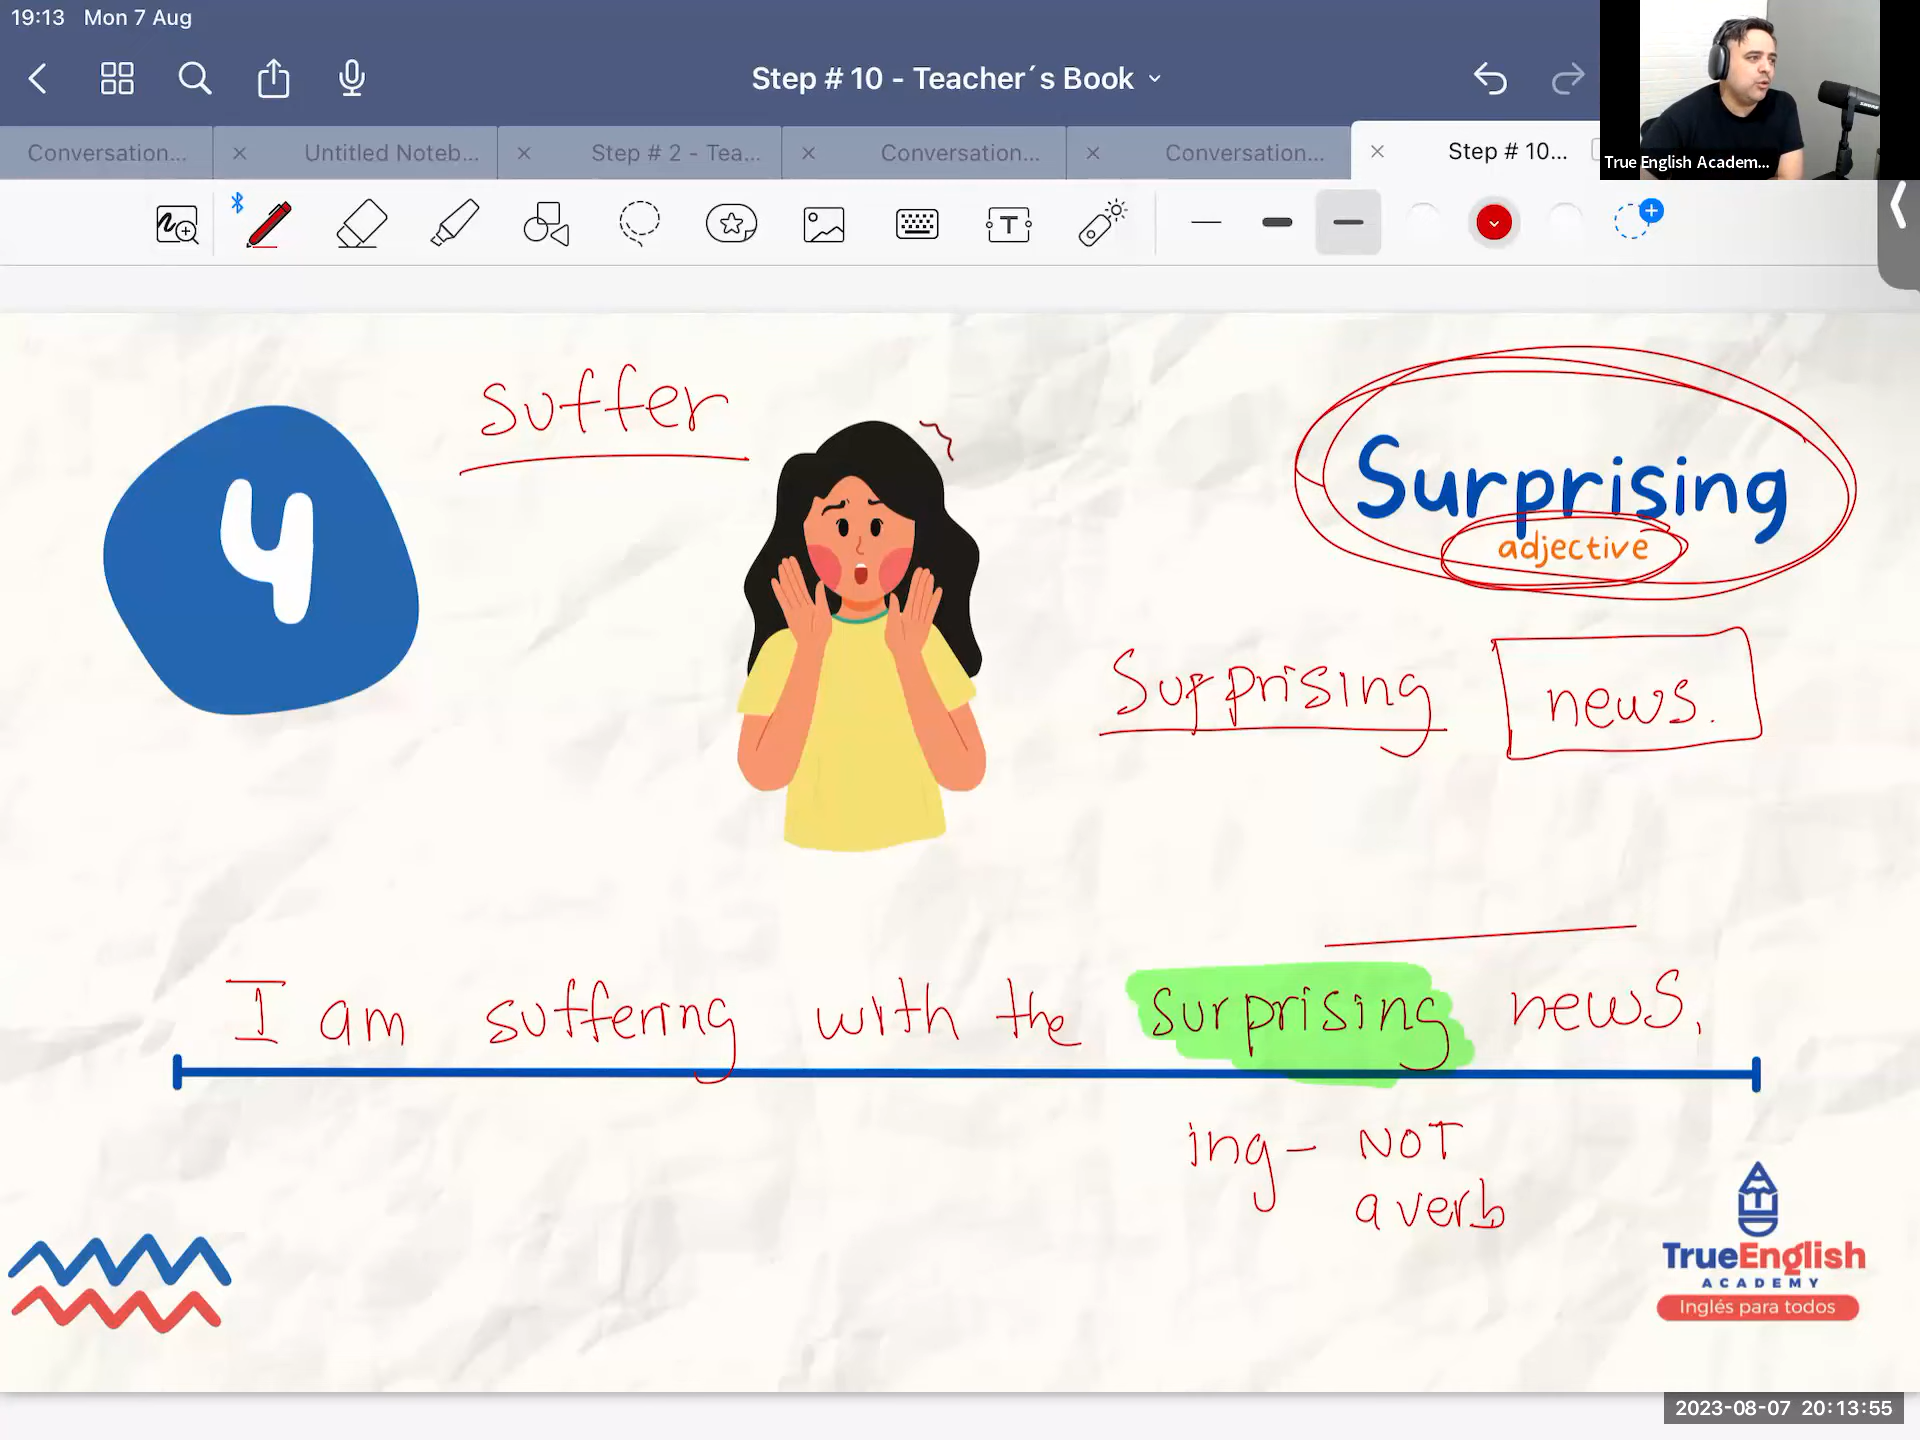 19:13 Mon 7 Aug
Step # 10 - Teacher´s Book
Conversation...
Untitled Noteb...
Step # 2 - Tea...
Conversation...
Conversation...
Step # 10...
True English Academ...
T
4
suffer
Surprising
adjective
Surprising news.
I am suffering with the surprising news.
ing - NOT
a verb
TrueEnglish
ACADEMY
Inglés para todos
2023-08-07 20:13:55